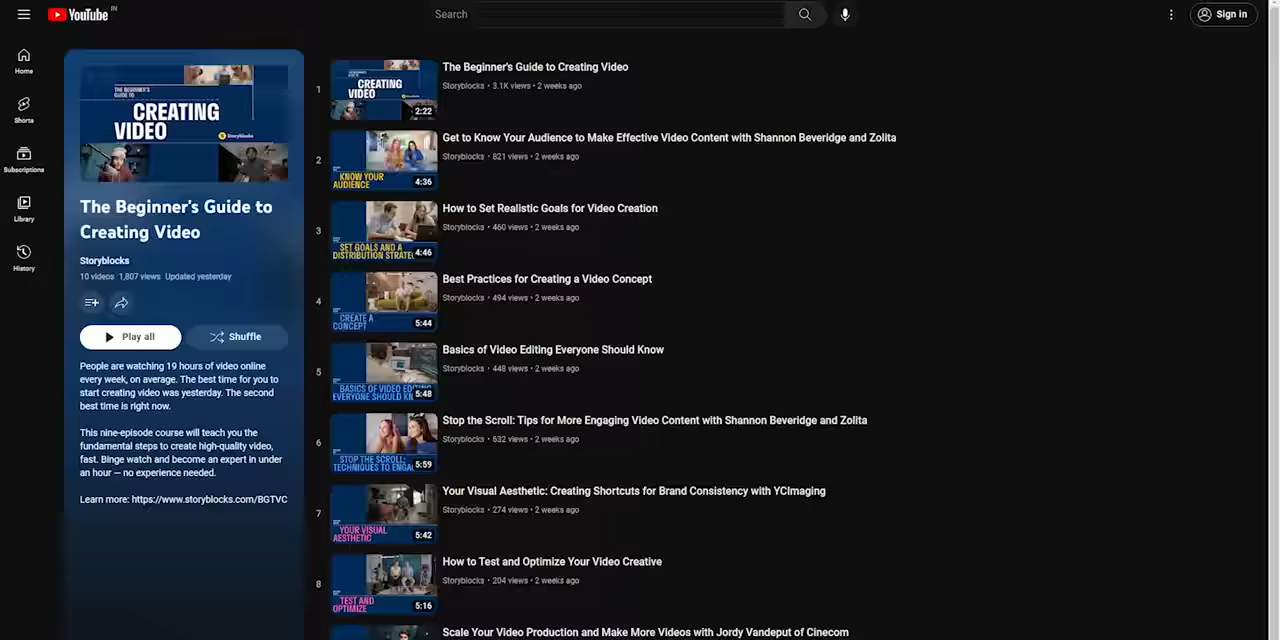 YouTube IN
Search
Sign in
Home
Shorts
Subscriptions
Library
History
THE BEGINNER'S
GUIDE TO
CREATING
VIDEO
Storyblocks
The Beginner's Guide to
Creating Video
Storyblocks
10 videos 1,807 views Updated yesterday
Play all
Shuffle
People are watching 19 hours of video online
every week, on average. The best time for you to
start creating video was yesterday. The second
best time is right now.
This nine-episode course will teach you the
fundamental steps to create high-quality video,
fast. Binge watch and become an expert in under
an hour — no experience needed.
Learn more: https://www.storyblocks.com/BGTVC
1
CREATING
VIDEO
2:22
The Beginner's Guide to Creating Video
Storyblocks • 3.1K views • 2 weeks ago
2
KNOW YOUR
AUDIENCE
4:36
Get to Know Your Audience to Make Effective Video Content with Shannon Beveridge and Zolita
Storyblocks • 821 views • 2 weeks ago
3
SET GOALS AND A
DISTRIBUTION
4:46
How to Set Realistic Goals for Video Creation
Storyblocks • 460 views • 2 weeks ago
4
CREATE A
CONCEPT
5:44
Best Practices for Creating a Video Concept
Storyblocks • 494 views • 2 weeks ago
5
BASICS OF VIDEO
EVERYONE SHOULD
5:48
Basics of Video Editing Everyone Should Know
Storyblocks • 448 views • 2 weeks ago
6
STOP THE SCROLL:
TECHNIQUES TO
5:59
Stop the Scroll: Tips for More Engaging Video Content with Shannon Beveridge and Zolita
Storyblocks • 632 views • 2 weeks ago
7
YOUR VISUAL
AESTHETIC
5:42
Your Visual Aesthetic: Creating Shortcuts for Brand Consistency with YCImaging
Storyblocks • 274 views • 2 weeks ago
8
TEST AND
OPTIMIZE
5:16
How to Test and Optimize Your Video Creative
Storyblocks • 204 views • 2 weeks ago
Scale Your Video Production and Make More Videos with Jordy Vandeput of Cinecom